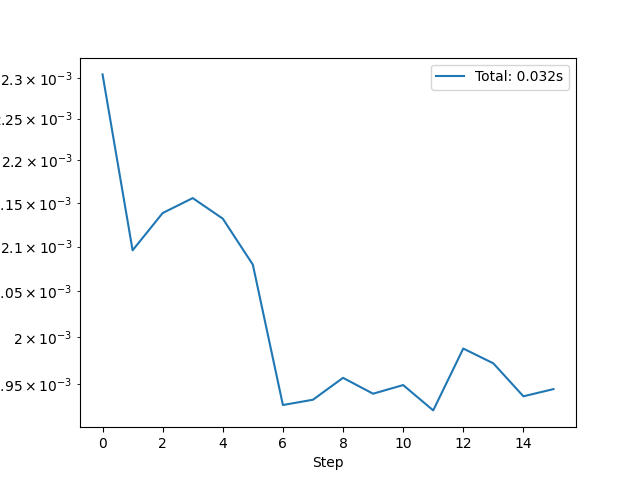 Total: 0.032s
2.3 × 10⁻³
.25 × 10⁻³
2.2 × 10⁻³
.15 × 10⁻³
2.1 × 10⁻³
.05 × 10⁻³
2 × 10⁻³
.95 × 10⁻³
0 2 4 6 8 10 12 14
Step